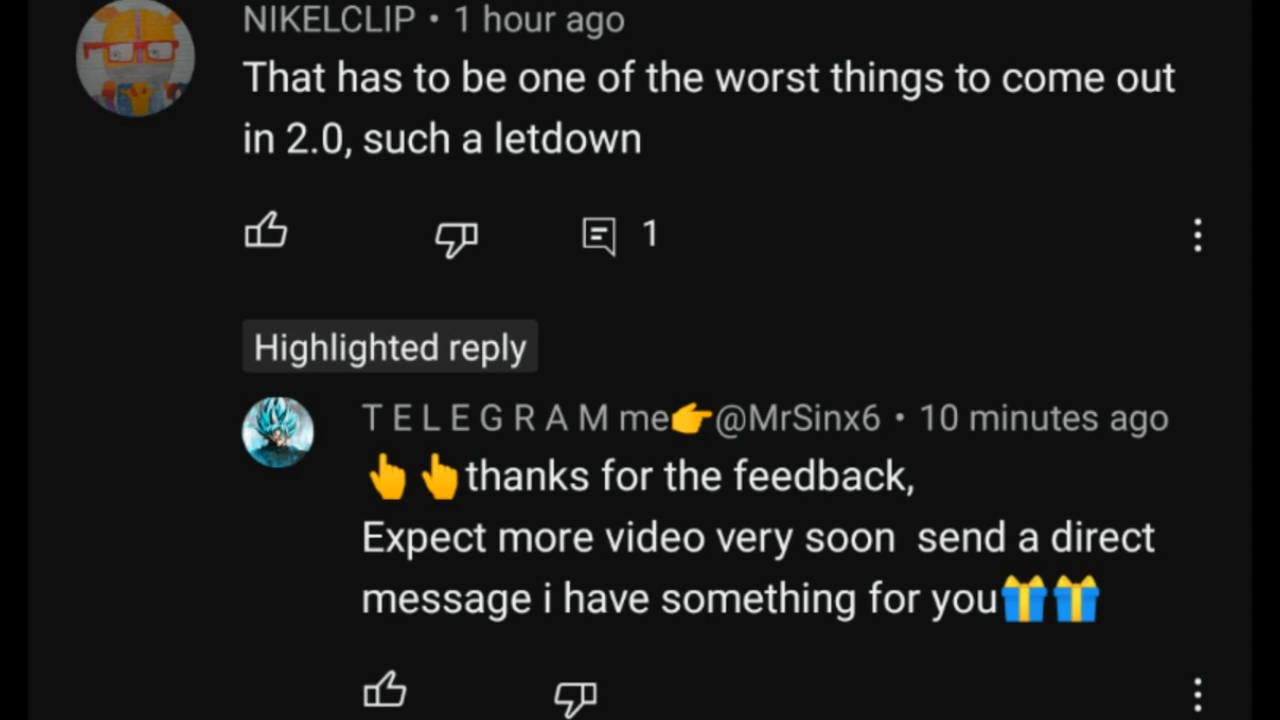 NIKELCLIP • 1 hour ago
That has to be one of the worst things to come out
in 2.0, such a letdown
1
Highlighted reply
T E L E G R A M me👉@MrSinx6 • 10 minutes ago
👆👆thanks for the feedback,
Expect more video very soon  send a direct
message i have something for you🎁🎁